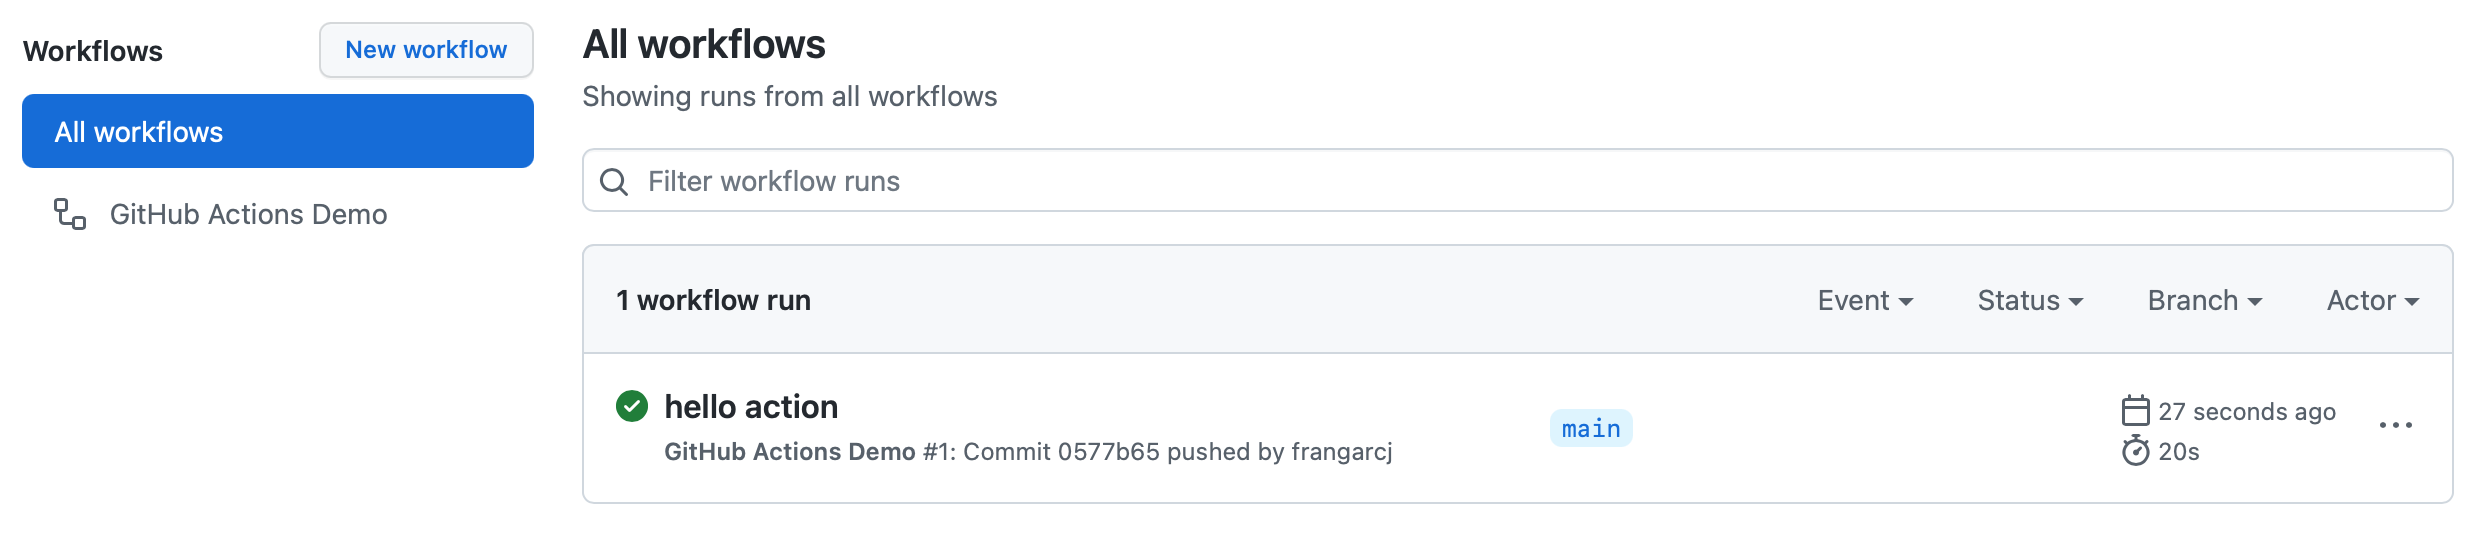 Workflows
New workflow
All workflows
GitHub Actions Demo
All workflows
Showing runs from all workflows
Filter workflow runs
1 workflow run
Event
Status
Branch
Actor
hello action
GitHub Actions Demo #1: Commit 0577b65 pushed by frangarcj
main
27 seconds ago
20s